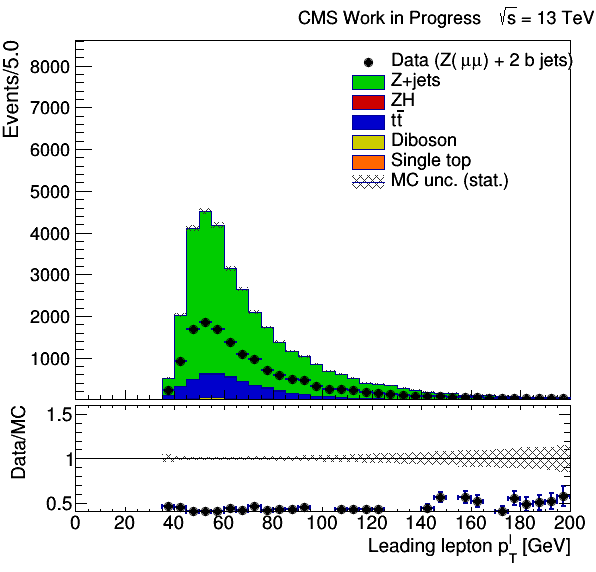 CMS Work in Progress √s = 13 TeV
Events/5.0
8000
7000
6000
5000
4000
3000
2000
1000
Data (Z(μμ) + 2 b jets)
Z+jets
ZH
tt̅
Diboson
Single top
MC unc. (stat.)
Data/MC
1.5
1
0.5
0 20 40 60 80 100 120 140 160 180 200
Leading lepton p_T^l [GeV]